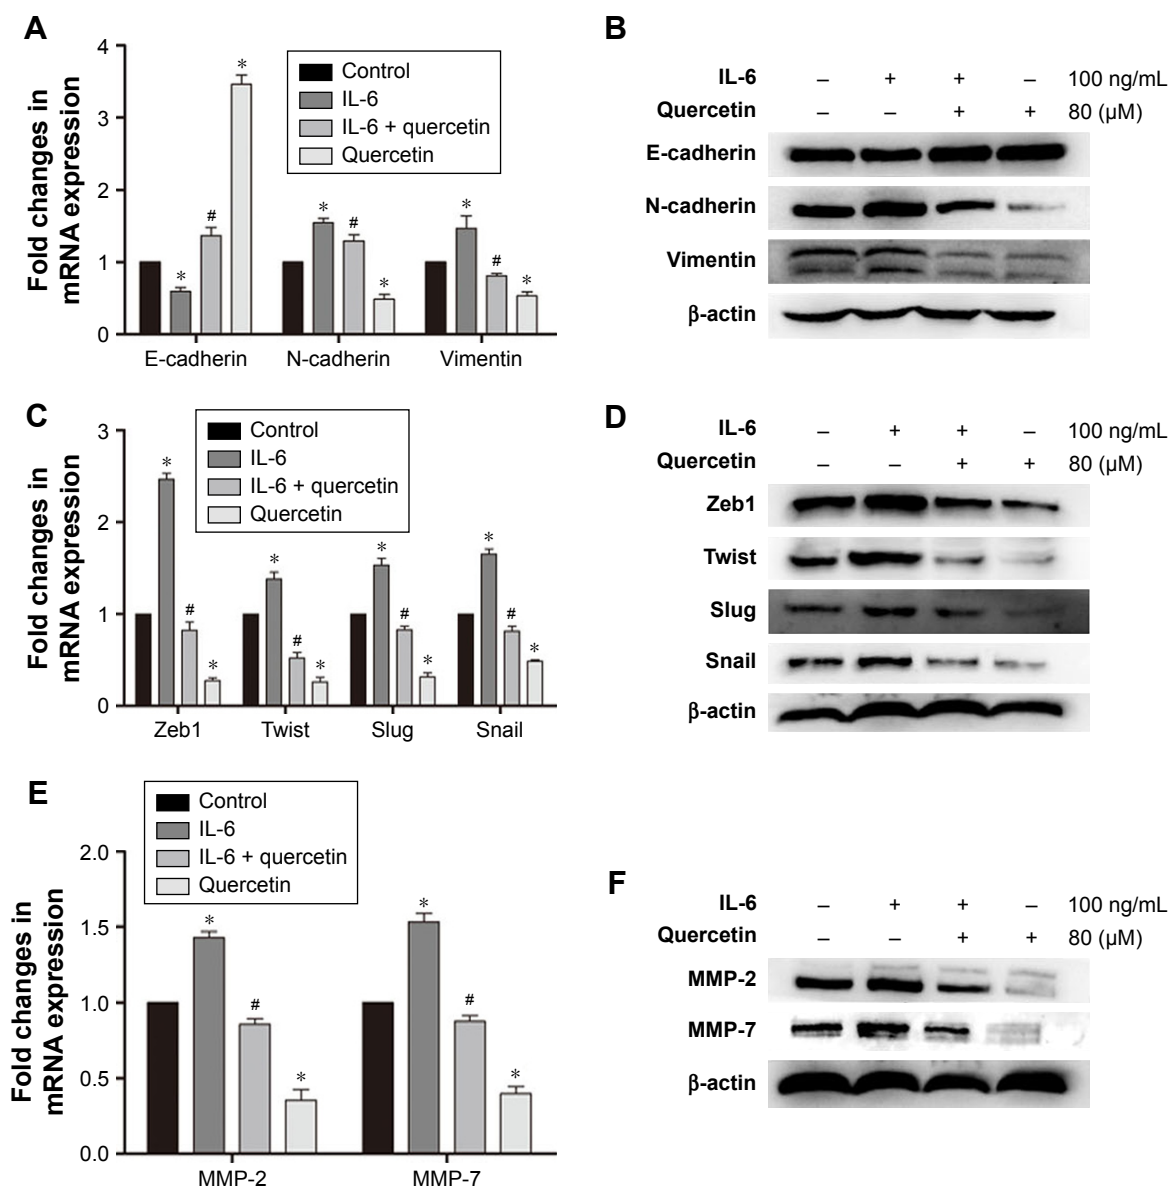 A
Fold changes in
mRNA expression
4
3
2
1
0
Control
IL-6
IL-6 + quercetin
Quercetin
*
#
*
*
#
*
*
#
*
*
E-cadherin N-cadherin Vimentin
B
IL-6 – + + – 100 ng/mL
Quercetin – – + + 80 (µM)
E-cadherin
N-cadherin
Vimentin
β-actin
C
Fold changes in
mRNA expression
3
2
1
0
Control
IL-6
IL-6 + quercetin
Quercetin
*
#
*
*
#
*
*
#
*
*
#
*
Zeb1 Twist Slug Snail
D
IL-6 – + + – 100 ng/mL
Quercetin – – + + 80 (µM)
Zeb1
Twist
Slug
Snail
β-actin
E
Fold changes in
mRNA expression
2.0
1.5
1.0
0.5
0.0
Control
IL-6
IL-6 + quercetin
Quercetin
*
#
*
*
#
*
MMP-2 MMP-7
F
IL-6 – + + – 100 ng/mL
Quercetin – – + + 80 (µM)
MMP-2
MMP-7
β-actin